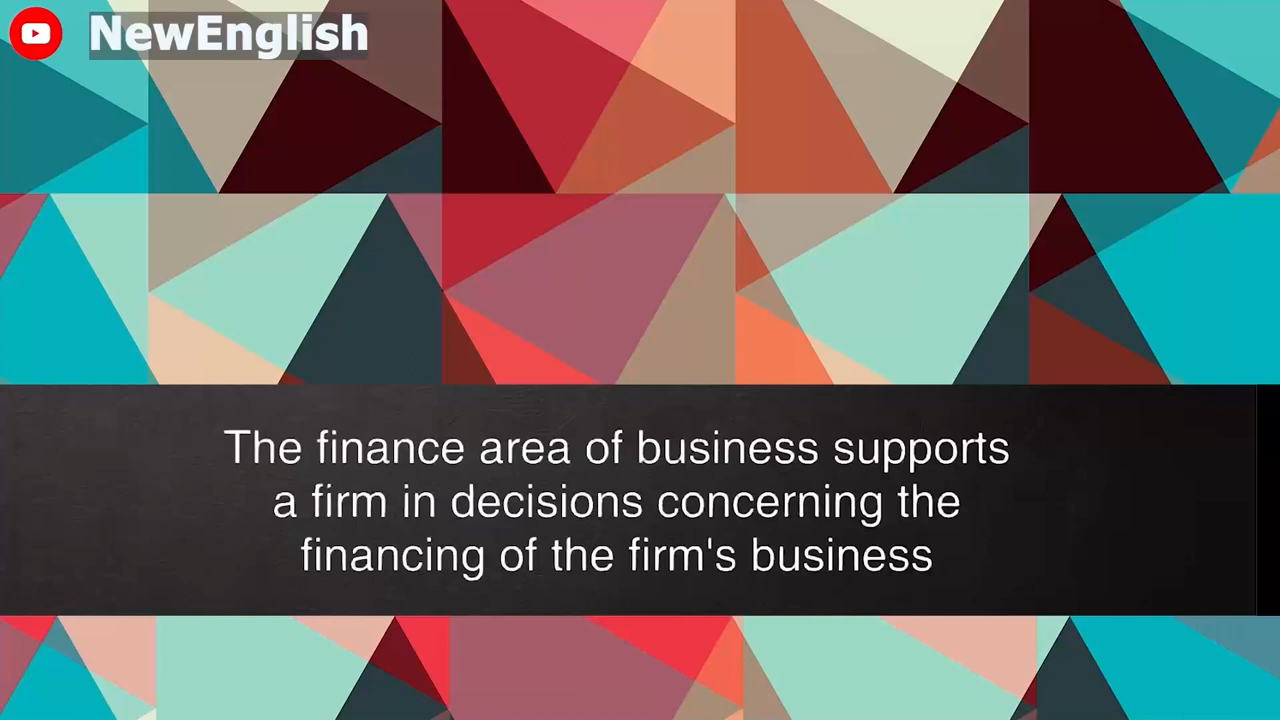 NewEnglish
The finance area of business supports
a firm in decisions concerning the
financing of the firm's business